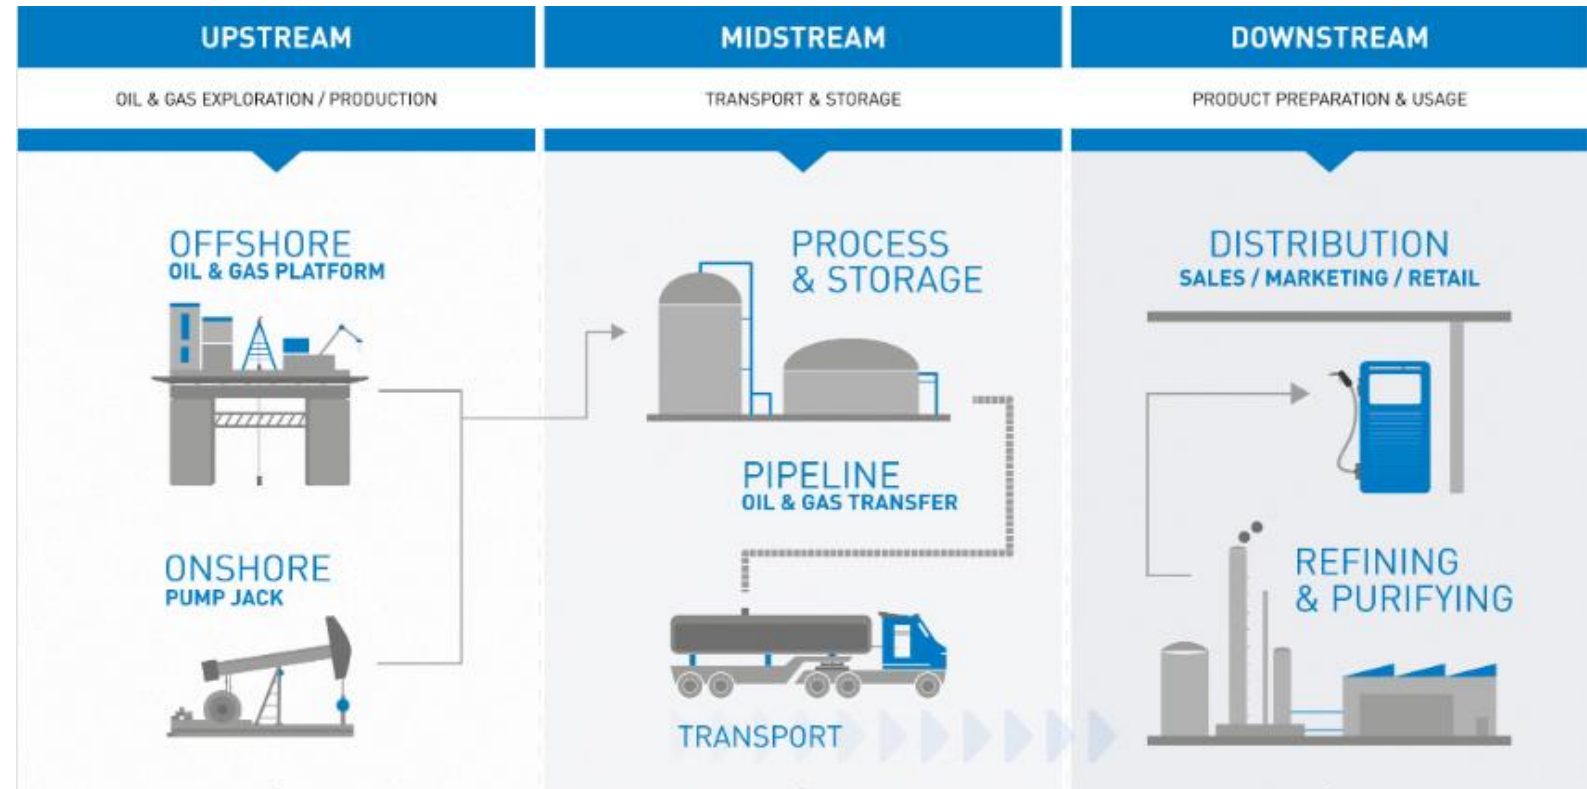 UPSTREAM
OIL & GAS EXPLORATION / PRODUCTION
OFFSHORE
OIL & GAS PLATFORM
ONSHORE
PUMP JACK
MIDSTREAM
TRANSPORT & STORAGE
PROCESS
& STORAGE
PIPELINE
OIL & GAS TRANSFER
TRANSPORT
DOWNSTREAM
PRODUCT PREPARATION & USAGE
DISTRIBUTION
SALES / MARKETING / RETAIL
REFINING
& PURIFYING